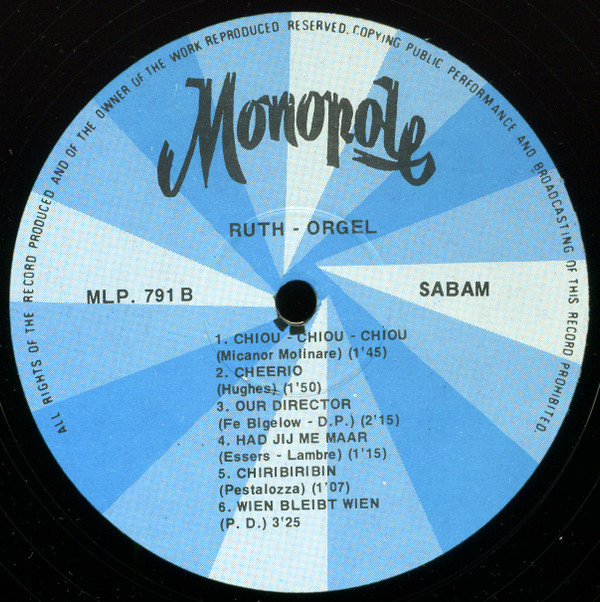 ALL RIGHTS OF THE RECORD PRODUCED AND OF THE OWNER OF THE WORK REPRODUCED RESERVED. COPYING PUBLIC PERFORMANCE AND BROADCASTING OF THIS RECORD PROHIBITED.
Monopole
RUTH - ORGEL
MLP. 791 B
SABAM
1. CHIOU - CHIOU - CHIOU
(Micanor Molinare) (1'45)
2. CHEERIO
(Hughes) (1'50)
3. OUR DIRECTOR
(Fe Bigelow - D.P.) (2'15)
4. HAD JIJ ME MAAR
(Essers - Lambre) (1'15)
5. CHIRIBIRIBIN
(Pestalozza) (1'07)
6. WIEN BLEIBT WIEN
(P. D.) 3'25